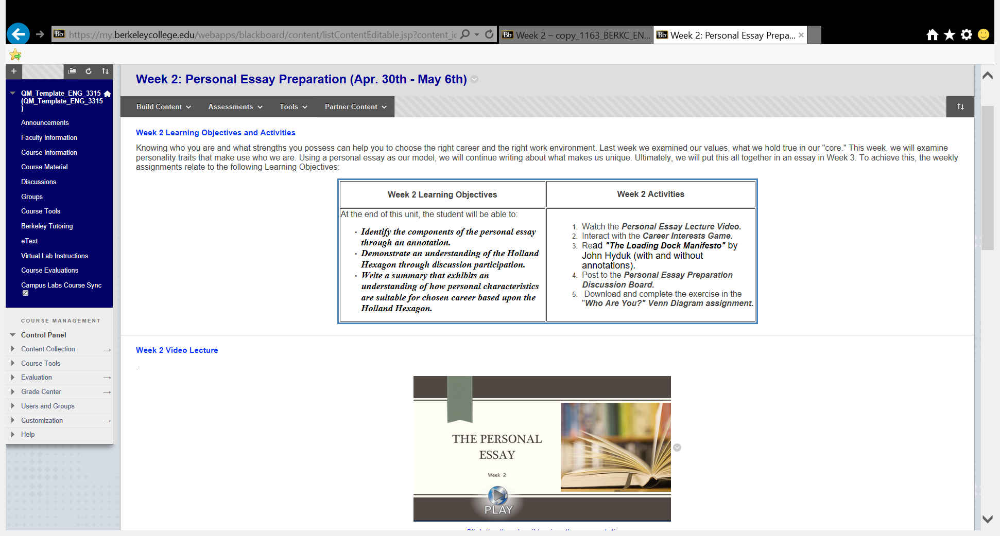 https://my.berkeleycollege.edu/webapps/blackboard/content/listContentEditable.jsp?content_ic
Bb Week 2 – copy_1163_BERKC_EN...
Bb Week 2: Personal Essay Prepa...
QM_Template_ENG_3315
(QM_Template_ENG_3315
)
Announcements
Faculty Information
Course Information
Course Material
Discussions
Groups
Course Tools
Berkeley Tutoring
eText
Virtual Lab Instructions
Course Evaluations
Campus Labs Course Sync
COURSE MANAGEMENT
Control Panel
Content Collection
Course Tools
Evaluation
Grade Center
Users and Groups
Customization
Help
Week 2: Personal Essay Preparation (Apr. 30th - May 6th)
Build Content Assessments Tools Partner Content
Week 2 Learning Objectives and Activities
Knowing who you are and what strengths you possess can help you to choose the right career and the right work environment. Last week we examined our values, what we hold true in our "core." This week, we will examine
personality traits that make use who we are. Using a personal essay as our model, we will continue writing about what makes us unique. Ultimately, we will put this all together in an essay in Week 3. To achieve this, the weekly
assignments relate to the following Learning Objectives:
Week 2 Learning Objectives
At the end of this unit, the student will be able to:
• Identify the components of the personal essay
through an annotation.
• Demonstrate an understanding of the Holland
Hexagon through discussion participation.
• Write a summary that exhibits an
understanding of how personal characteristics
are suitable for chosen career based upon the
Holland Hexagon.
Week 2 Activities
1. Watch the Personal Essay Lecture Video.
2. Interact with the Career Interests Game.
3. Read "The Loading Dock Manifesto" by
John Hyduk (with and without
annotations).
4. Post to the Personal Essay Preparation
Discussion Board.
5. Download and complete the exercise in the
"Who Are You?" Venn Diagram assignment.
Week 2 Video Lecture
.
THE PERSONAL
ESSAY
Week 2
PLAY